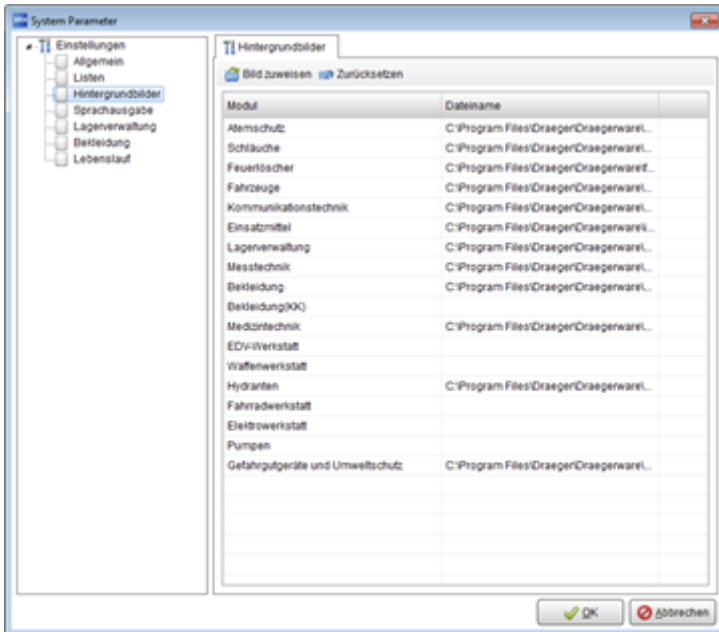 System Parameter
Einstellungen
Allgemein
Listen
Hintergrundbilder
Sprachausgabe
Lagerverwaltung
Bekleidung
Lebenslauf
Hintergrundbilder
Bild zuweisen Zurücksetzen
Modul Dateiname
Atemschutz C:\Program Files\Draeger\Draegerware\...
Schläuche C:\Program Files\Draeger\Draegerware\...
Feuerlöscher C:\Program Files\Draeger\Draegerware\f...
Fahrzeuge C:\Program Files\Draeger\Draegerware\...
Kommunikationstechnik C:\Program Files\Draeger\Draegerware\...
Einsatzmittel C:\Program Files\Draeger\Draegerware\i...
Lagerverwaltung C:\Program Files\Draeger\Draegerware\...
Messtechnik C:\Program Files\Draeger\Draegerware\...
Bekleidung C:\Program Files\Draeger\Draegerware\...
Bekleidung(KK)
Medizintechnik C:\Program Files\Draeger\Draegerware\...
EDV-Werkstatt
Waffenwerkstatt
Hydranten C:\Program Files\Draeger\Draegerware\...
Fahrradwerkstatt
Elektrowerkstatt
Pumpen
Gefahrgutgeräte und Umweltschutz C:\Program Files\Draeger\Draegerware\...
OK Abbrechen